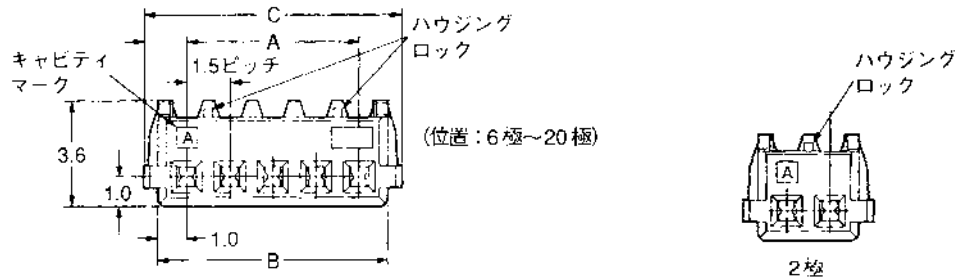 C
A
ハウジング
ロック
1.5ピッチ
キャビティ
マーク
A
3.6
1.0
1.0
B
(位置：6極〜20極)
ハウジング
ロック
A
2極